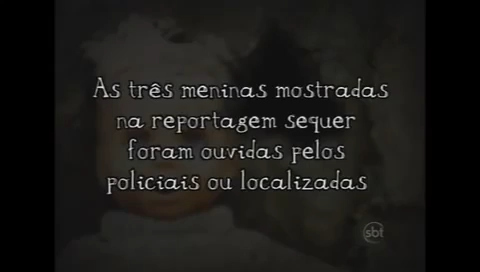 As três meninas mostradas
na reportagem sequer
foram ouvidas pelos
policiais ou localizadas
sbt